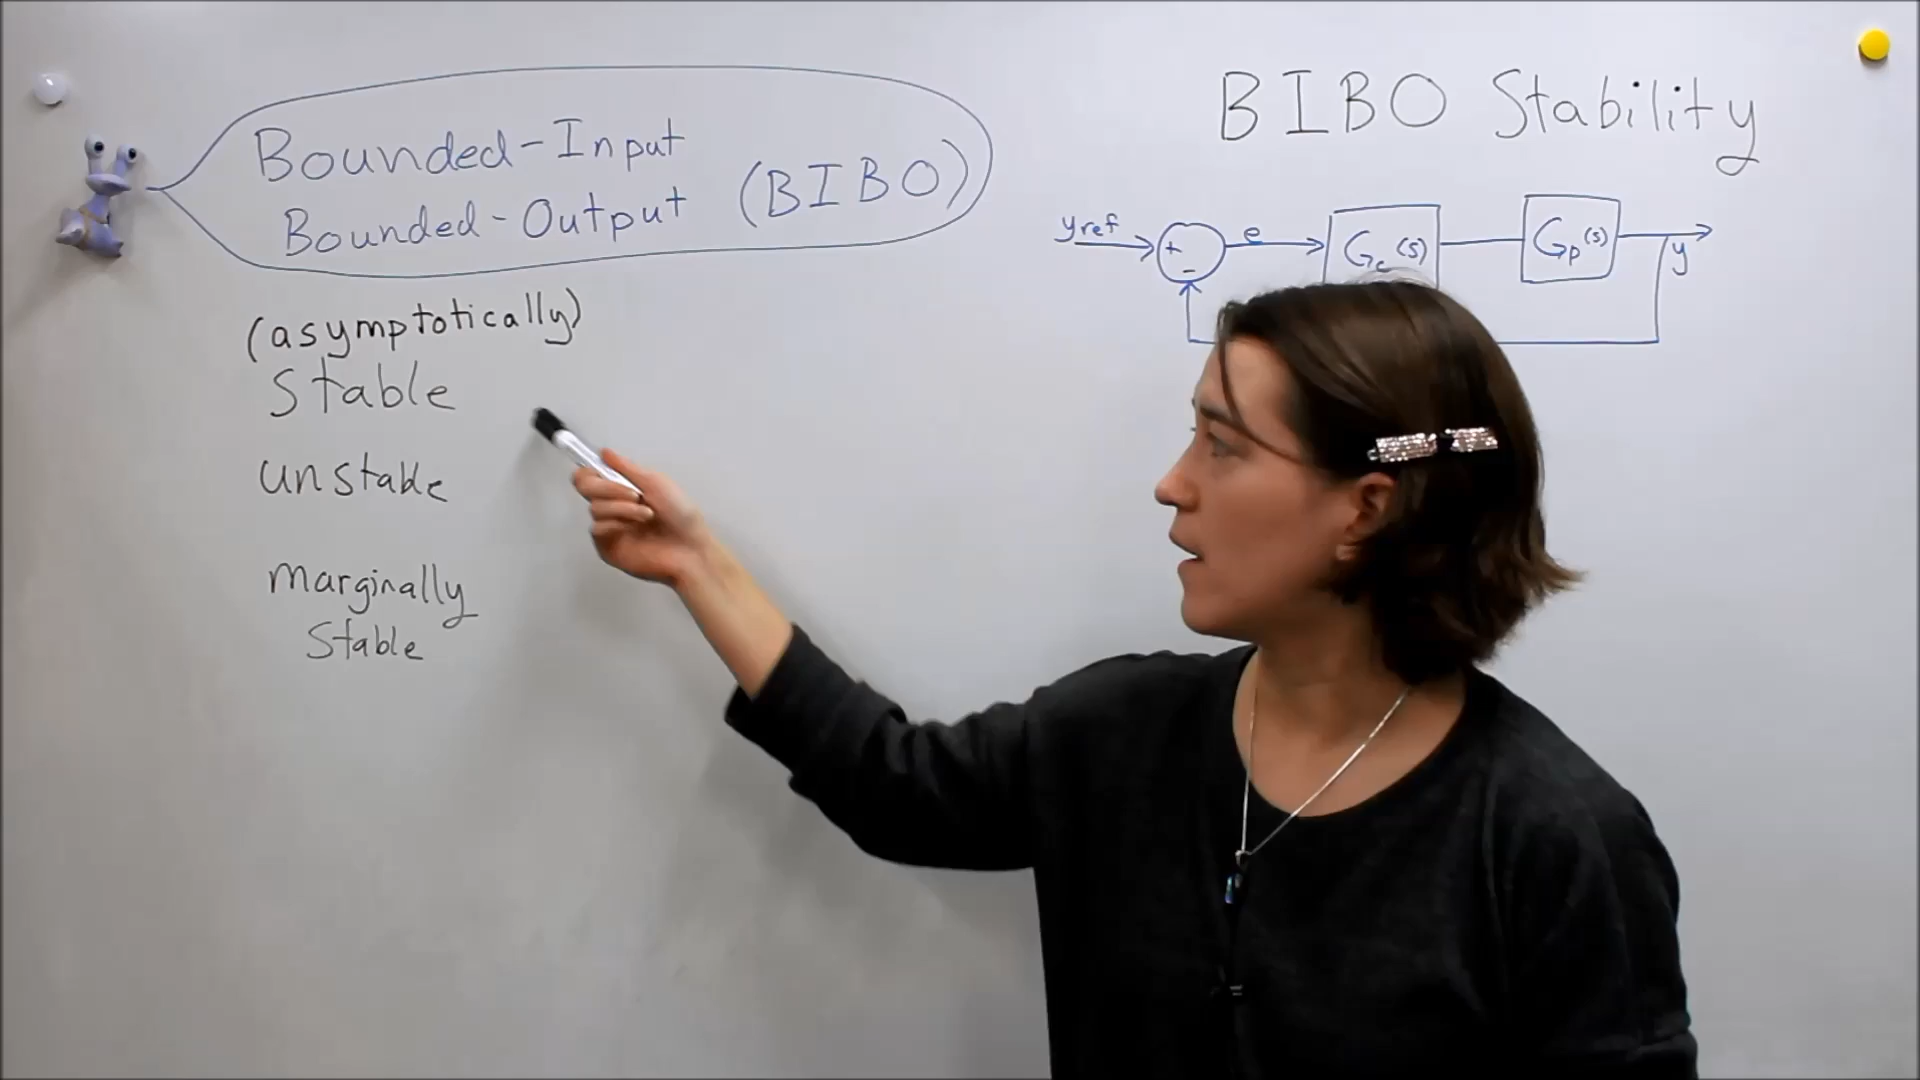 Bounded-Input
Bounded-Output (BIBO)
(asymptotically)
Stable
unstable
marginally
Stable
BIBO Stability
yref
+
-
e
Gc(s)
Gp(s)
y